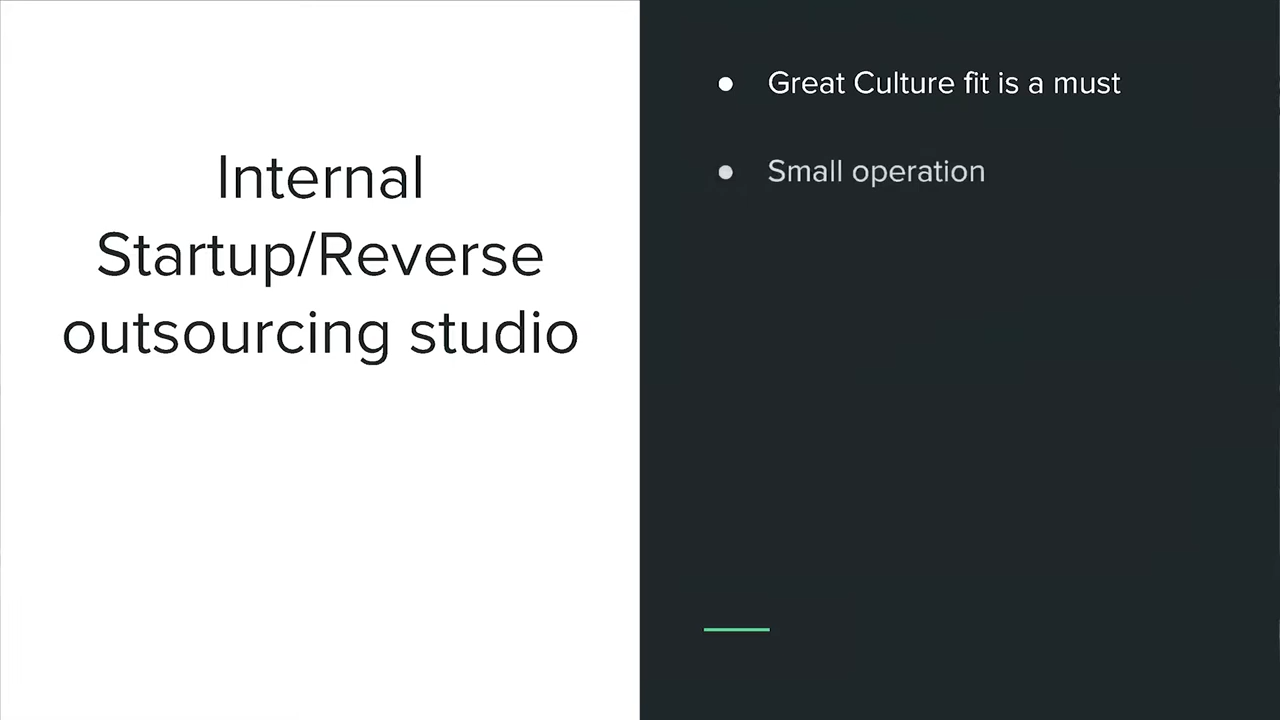 Internal
Startup/Reverse
outsourcing studio
● Great Culture fit is a must
● Small operation